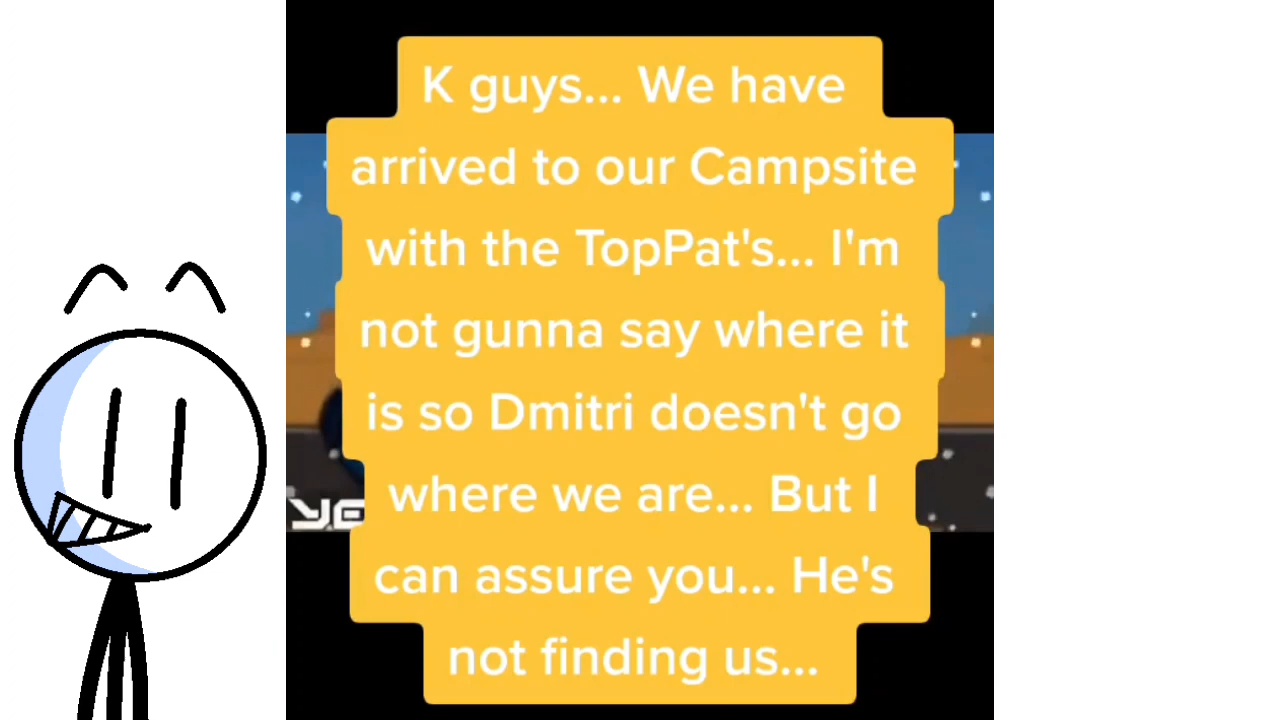 K guys... We have
arrived to our Campsite
with the TopPat's... I'm
not gunna say where it
is so Dmitri doesn't go
where we are... But I
can assure you... He's
not finding us...